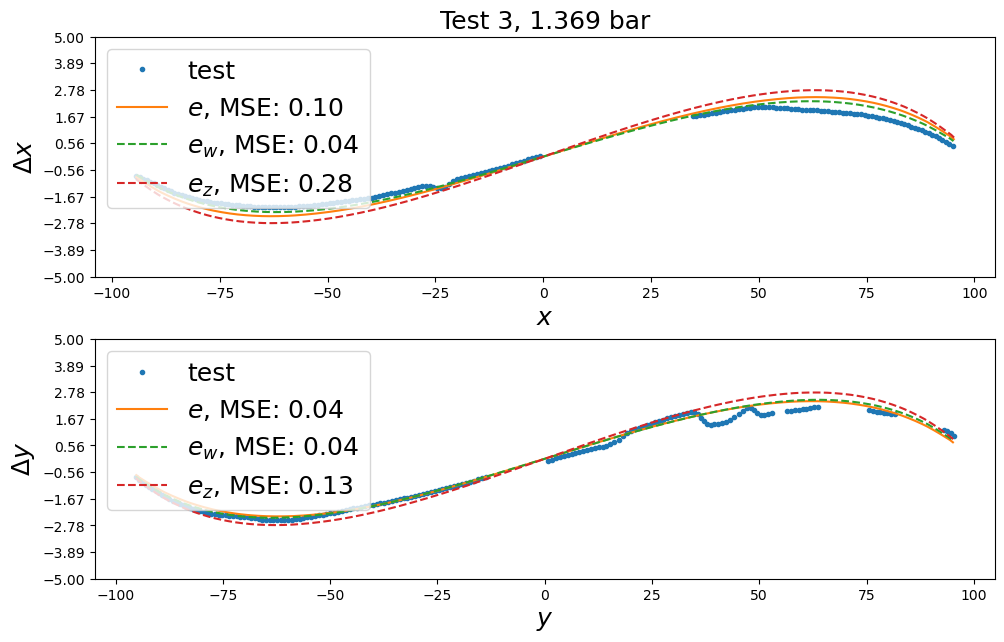 Test 3, 1.369 bar
5.00
3.89
2.78
1.67
0.56
−0.56
−1.67
−2.78
−3.89
−5.00
Δx
test
e, MSE: 0.10
e_w, MSE: 0.04
e_z, MSE: 0.28
−100 −75 −50 −25 0 25 50 75 100
x
5.00
3.89
2.78
1.67
0.56
−0.56
−1.67
−2.78
−3.89
−5.00
Δy
test
e, MSE: 0.04
e_w, MSE: 0.04
e_z, MSE: 0.13
−100 −75 −50 −25 0 25 50 75 100
y